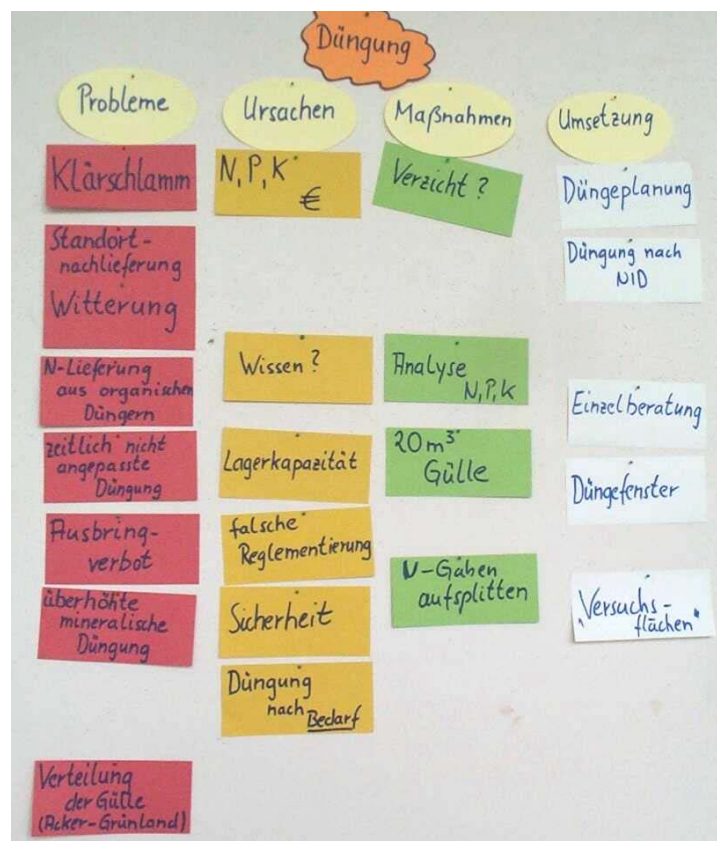 Düngung
Probleme
Klärschlamm
Standort-
nachlieferung
Witterung
N-Lieferung
aus organischen
Düngern
zeitlich nicht
angepasste
Düngung
Ausbring-
verbot
überhöhte
mineralische
Düngung
Verteilung
der Gülle
(Acker-Grünland)
Ursachen
N, P, K
€
Wissen?
Lagerkapazität
falsche
Reglementierung
Sicherheit
Düngung
nach Bedarf
Maßnahmen
Verzicht?
Analyse
N, P, K
20 m³
Gülle
N-Gaben
aufsplitten
Umsetzung
Düngeplanung
Düngung nach
NID
Einzelberatung
Düngefenster
"Versuchs-
flächen"